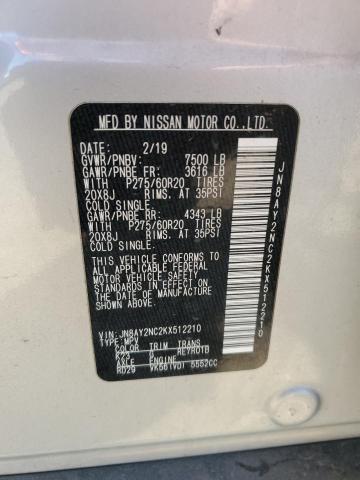 MFD BY NISSAN MOTOR CO.,LTD.
DATE: 2/19
GVWR/PNBV: 7500 LB
GAWR/PNBE FR: 3616 LB
WITH P275/60R20 TIRES
20X8J RIMS. AT 35PSI
COLD SINGLE.
GAWR/PNBE RR: 4343 LB
WITH P275/60R20 TIRES
20X8J RIMS. AT 35PSI
COLD SINGLE.
THIS VEHICLE CONFORMS TO
ALL APPLICABLE FEDERAL
MOTOR VEHICLE SAFETY
STANDARDS IN EFFECT ON THE
DATE OF MANUFACTURE SHOWN
ABOVE.
VIN: JN8AY2NC2KX512210
TYPE: MPV
COLOR TRIM TRANS
K23 G RE7R01B
AXLE ENGINE
RD29 VK56(VD) 5552CC
JN8AY2NC2KX512210